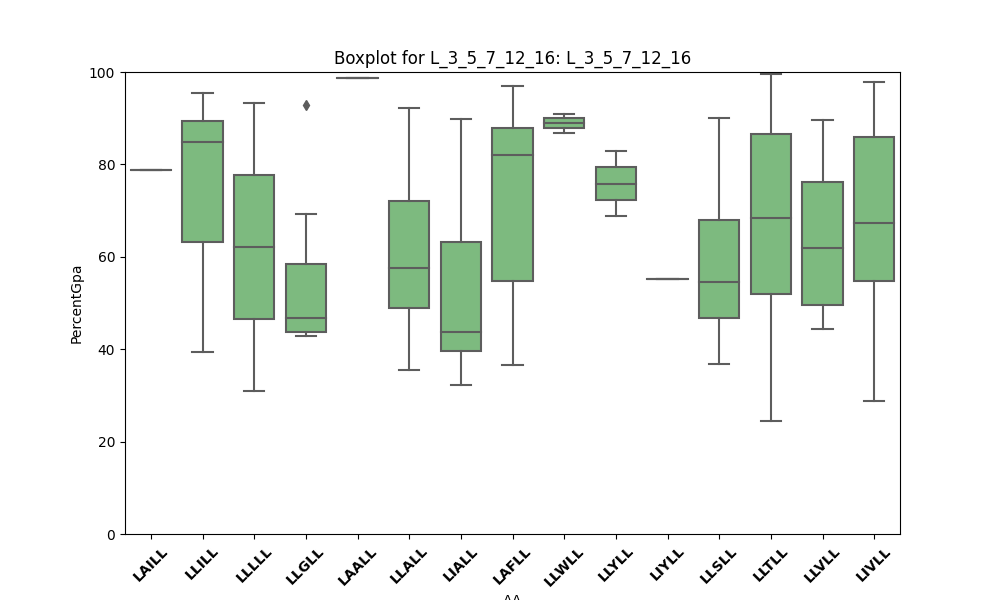 Boxplot for L_3_5_7_12_16: L_3_5_7_12_16
100
80
60
40
20
0
PercentGpa
LAILL LLILL LLLLL LLGLL LAALL LLALL LIALL LAFLL LLWLL LLYLL LIYLL LLSLL LLTLL LLVLL LIVLL
AA